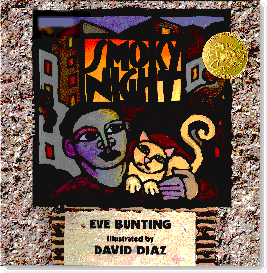 SMOKY
NIGHT
EVE BUNTING
Illustrated by
DAVID DIAZ